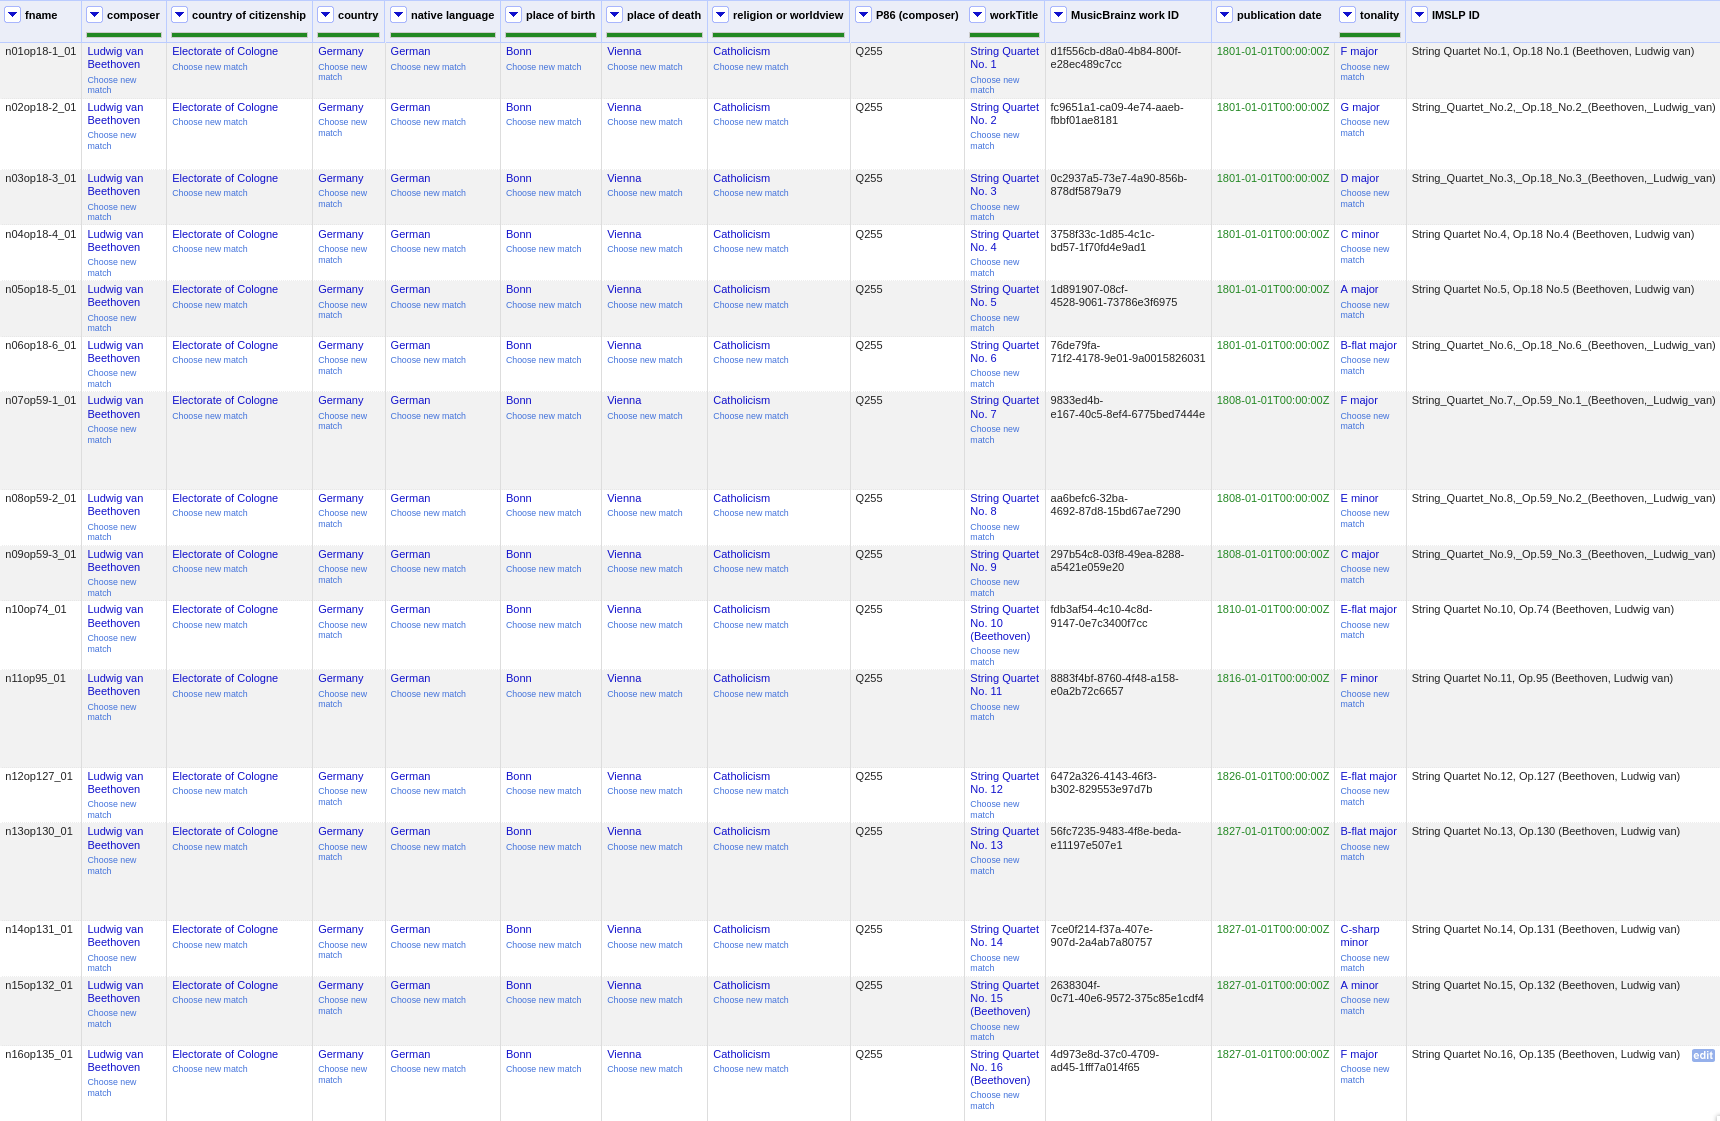 fname composer country of citizenship country native language place of birth place of death religion or worldview P86 (composer) workTitle MusicBrainz work ID publication date tonality IMSLP ID
n01op18-1_01 Ludwig van Electorate of Cologne Germany German Bonn Vienna Catholicism Q255 String Quartet d1f556cb-d8a0-4b84-800f- 1801-01-01T00:00:00Z F major String Quartet No.1, Op.18 No.1 (Beethoven, Ludwig van)
Beethoven Choose new match Choose new Choose new match Choose new match Choose new match Choose new match No. 1 e28ec489c7cc Choose new
Choose new match Choose new match
match match
n02op18-2_01 Ludwig van Electorate of Cologne Germany German Bonn Vienna Catholicism Q255 String Quartet fc9651a1-ca09-4e74-aaeb- 1801-01-01T00:00:00Z G major String_Quartet_No.2,_Op.18_No.2_(Beethoven,_Ludwig_van)
Beethoven Choose new match Choose new Choose new match Choose new match Choose new match Choose new match No. 2 fbbf01ae8181 Choose new
Choose new match Choose new match
match match
n03op18-3_01 Ludwig van Electorate of Cologne Germany German Bonn Vienna Catholicism Q255 String Quartet 0c2937a5-73e7-4a90-856b- 1801-01-01T00:00:00Z D major String_Quartet_No.3,_Op.18_No.3_(Beethoven,_Ludwig_van)
Beethoven Choose new match Choose new Choose new match Choose new match Choose new match Choose new match No. 3 878df5879a79 Choose new
Choose new match Choose new match
match match
n04op18-4_01 Ludwig van Electorate of Cologne Germany German Bonn Vienna Catholicism Q255 String Quartet 3758f33c-1d85-4c1c- 1801-01-01T00:00:00Z C minor String Quartet No.4, Op.18 No.4 (Beethoven, Ludwig van)
Beethoven Choose new match Choose new Choose new match Choose new match Choose new match Choose new match No. 4 bd57-1f70fd4e9ad1 Choose new
Choose new match Choose new match
match match
n05op18-5_01 Ludwig van Electorate of Cologne Germany German Bonn Vienna Catholicism Q255 String Quartet 1d891907-08cf- 1801-01-01T00:00:00Z A major String Quartet No.5, Op.18 No.5 (Beethoven, Ludwig van)
Beethoven Choose new match Choose new Choose new match Choose new match Choose new match Choose new match No. 5 4528-9061-73786e3f6975 Choose new
Choose new match Choose new match
match match
n06op18-6_01 Ludwig van Electorate of Cologne Germany German Bonn Vienna Catholicism Q255 String Quartet 76de79fa- 1801-01-01T00:00:00Z B-flat major String_Quartet_No.6,_Op.18_No.6_(Beethoven,_Ludwig_van)
Beethoven Choose new match Choose new Choose new match Choose new match Choose new match Choose new match No. 6 71f2-4178-9e01-9a0015826031 Choose new
Choose new match Choose new match
match match
n07op59-1_01 Ludwig van Electorate of Cologne Germany German Bonn Vienna Catholicism Q255 String Quartet 9833ed4b- 1808-01-01T00:00:00Z F major String_Quartet_No.7,_Op.59_No.1_(Beethoven,_Ludwig_van)
Beethoven Choose new match Choose new Choose new match Choose new match Choose new match Choose new match No. 7 e167-40c5-8ef4-6775bed7444e Choose new
Choose new match Choose new match
match match
n08op59-2_01 Ludwig van Electorate of Cologne Germany German Bonn Vienna Catholicism Q255 String Quartet aa6befc6-32ba- 1808-01-01T00:00:00Z E minor String_Quartet_No.8,_Op.59_No.2_(Beethoven,_Ludwig_van)
Beethoven Choose new match Choose new Choose new match Choose new match Choose new match Choose new match No. 8 4692-87d8-15bd67ae7290 Choose new
Choose new match Choose new match
match match
n09op59-3_01 Ludwig van Electorate of Cologne Germany German Bonn Vienna Catholicism Q255 String Quartet 297b54c8-03f8-49ea-8288- 1808-01-01T00:00:00Z C major String_Quartet_No.9,_Op.59_No.3_(Beethoven,_Ludwig_van)
Beethoven Choose new match Choose new Choose new match Choose new match Choose new match Choose new match No. 9 a5421e059e20 Choose new
Choose new match Choose new match
match match
n10op74_01 Ludwig van Electorate of Cologne Germany German Bonn Vienna Catholicism Q255 String Quartet fdb3af54-4c10-4c8d- 1810-01-01T00:00:00Z E-flat major String Quartet No.10, Op.74 (Beethoven, Ludwig van)
Beethoven Choose new match Choose new Choose new match Choose new match Choose new match Choose new match No. 10 9147-0e7c3400f7cc Choose new
Choose new match (Beethoven) match
match Choose new
match
n11op95_01 Ludwig van Electorate of Cologne Germany German Bonn Vienna Catholicism Q255 String Quartet 8883f4bf-8760-4f48-a158- 1816-01-01T00:00:00Z F minor String Quartet No.11, Op.95 (Beethoven, Ludwig van)
Beethoven Choose new match Choose new Choose new match Choose new match Choose new match Choose new match No. 11 e0a2b72c6657 Choose new
Choose new match Choose new match
match match
n12op127_01 Ludwig van Electorate of Cologne Germany German Bonn Vienna Catholicism Q255 String Quartet 6472a326-4143-46f3- 1826-01-01T00:00:00Z E-flat major String Quartet No.12, Op.127 (Beethoven, Ludwig van)
Beethoven Choose new match Choose new Choose new match Choose new match Choose new match Choose new match No. 12 b302-829553e97d7b Choose new
Choose new match Choose new match
match match
n13op130_01 Ludwig van Electorate of Cologne Germany German Bonn Vienna Catholicism Q255 String Quartet 56fc7235-9483-4f8e-beda- 1827-01-01T00:00:00Z B-flat major String Quartet No.13, Op.130 (Beethoven, Ludwig van)
Beethoven Choose new match Choose new Choose new match Choose new match Choose new match Choose new match No. 13 e11197e507e1 Choose new
Choose new match Choose new match
match match
n14op131_01 Ludwig van Electorate of Cologne Germany German Bonn Vienna Catholicism Q255 String Quartet 7ce0f214-f37a-407e- 1827-01-01T00:00:00Z C-sharp String Quartet No.14, Op.131 (Beethoven, Ludwig van)
Beethoven Choose new match Choose new Choose new match Choose new match Choose new match Choose new match No. 14 907d-2a4ab7a80757 minor
Choose new match Choose new Choose new
match match match
n15op132_01 Ludwig van Electorate of Cologne Germany German Bonn Vienna Catholicism Q255 String Quartet 2638304f- 1827-01-01T00:00:00Z A minor String Quartet No.15, Op.132 (Beethoven, Ludwig van)
Beethoven Choose new match Choose new Choose new match Choose new match Choose new match Choose new match No. 15 0c71-40e6-9572-375c85e1cdf4 Choose new
Choose new match (Beethoven) match
match Choose new
match
n16op135_01 Ludwig van Electorate of Cologne Germany German Bonn Vienna Catholicism Q255 String Quartet 4d973e8d-37c0-4709- 1827-01-01T00:00:00Z F major String Quartet No.16, Op.135 (Beethoven, Ludwig van) edit
Beethoven Choose new match Choose new Choose new match Choose new match Choose new match Choose new match No. 16 ad45-1fff7a014f65 Choose new
Choose new match (Beethoven) match
match Choose new
match